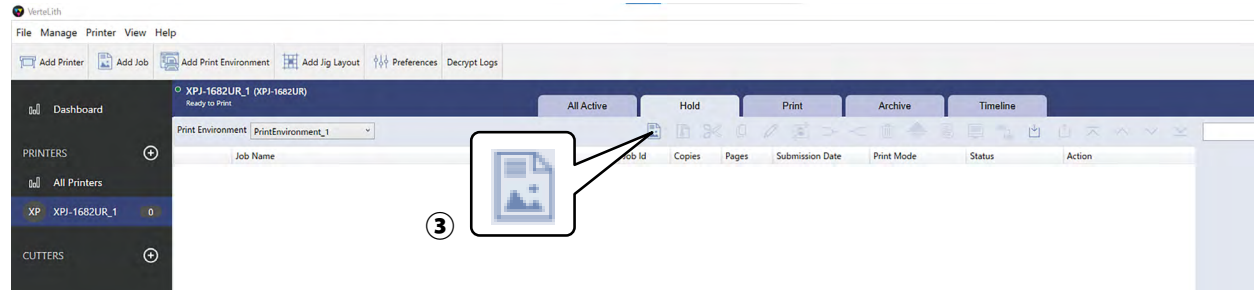 VerteLith
File Manage Printer View Help
Add Printer Add Job Add Print Environment Add Jig Layout Preferences Decrypt Logs
XPJ-1682UR_1 (XPJ-1682UR)
Ready to Print
Dashboard
All Active Hold Print Archive Timeline
Print Environment PrintEnvironment_1
PRINTERS
Job Name Job Id Copies Pages Submission Date Print Mode Status Action
All Printers
XP XPJ-1682UR_1 0
③
CUTTERS